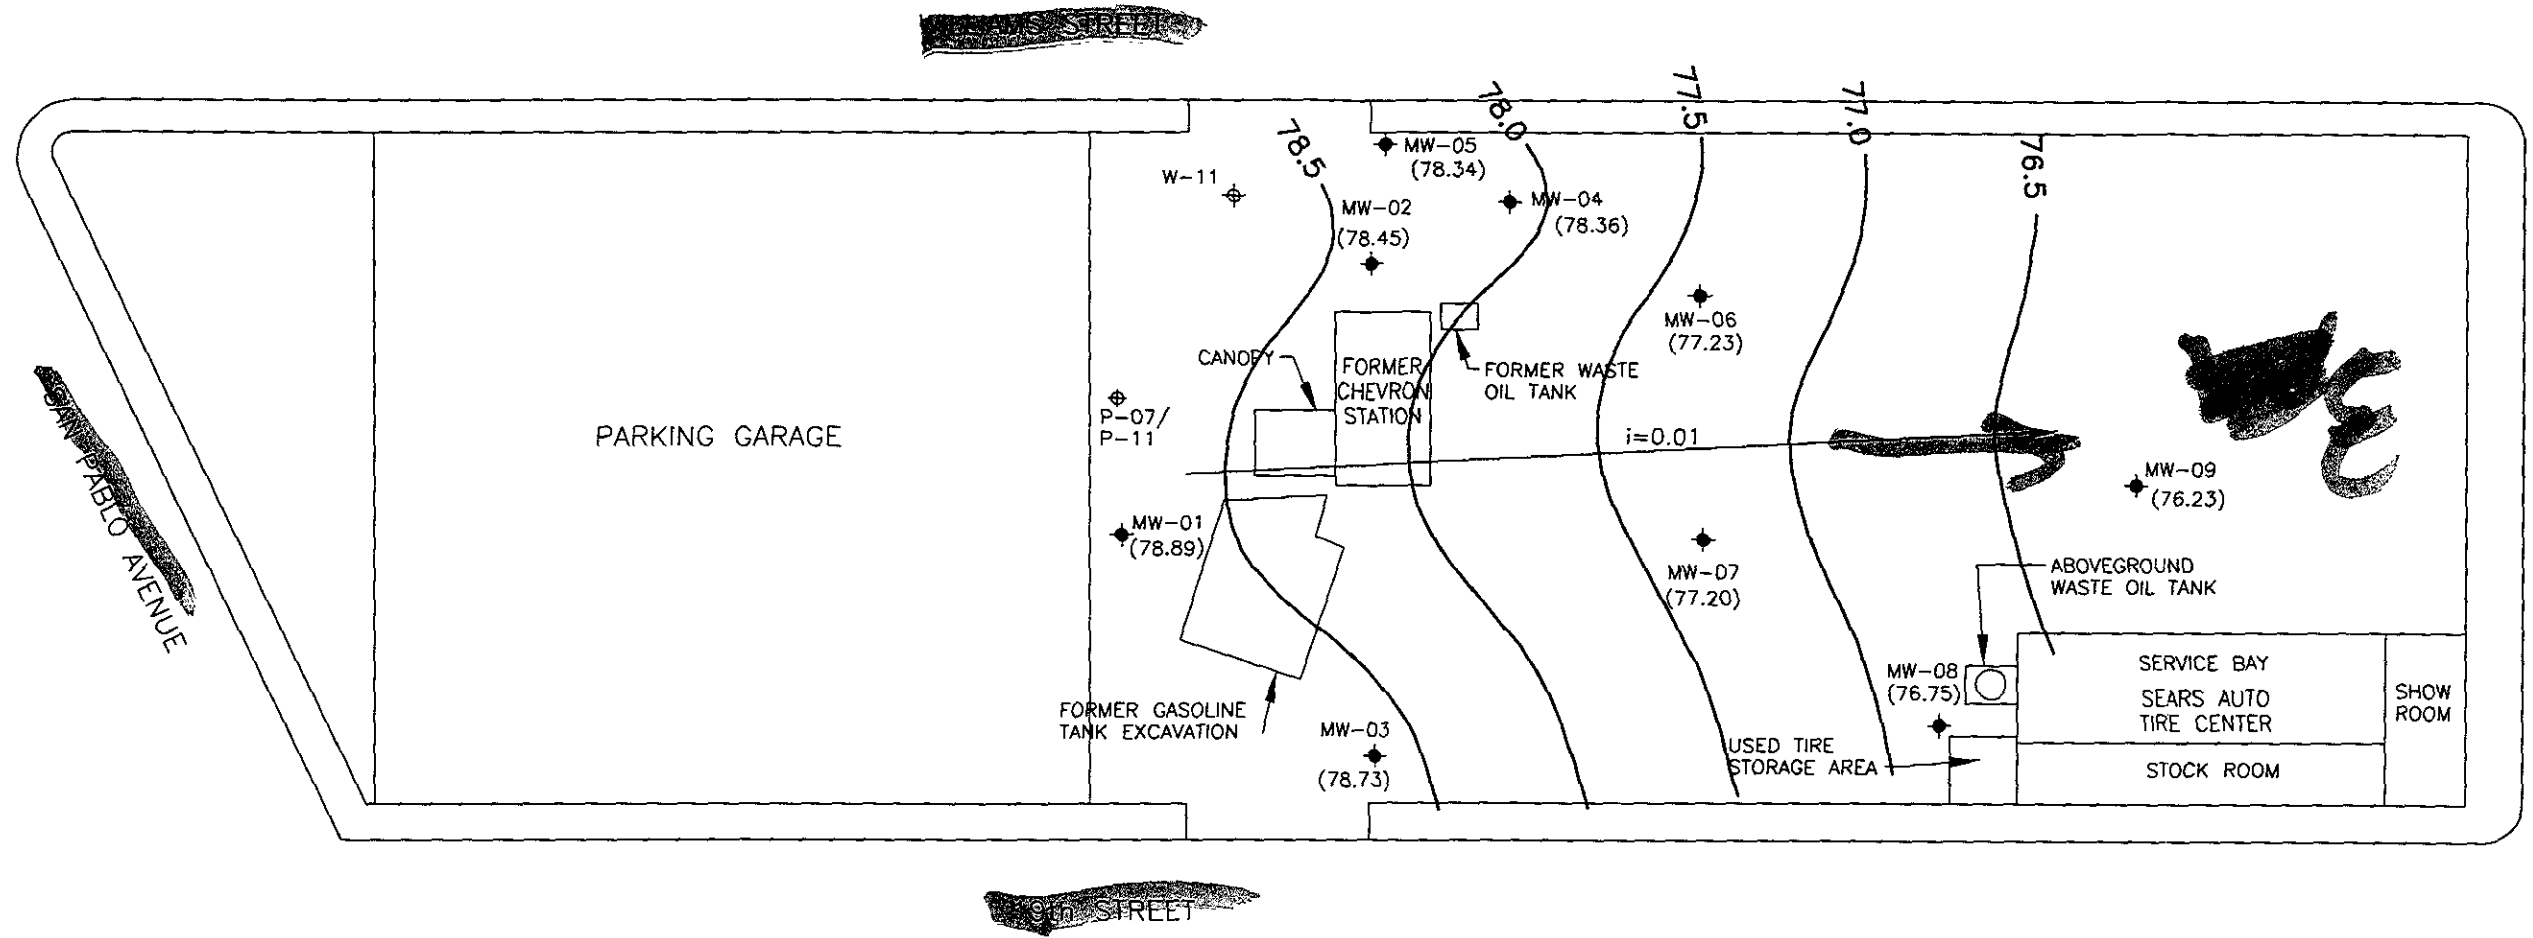 STREET
78.5
78.0
77.5
77.0
76.5
MW-05
(78.34)
W-11
MW-02
(78.45)
MW-04
(78.36)
MW-06
(77.23)
CANOPY
FORMER
CHEVRON
STATION
FORMER WASTE
OIL TANK
P-07/
P-11
PARKING GARAGE
i=0.01
SAN PABLO AVENUE
MW-09
(76.23)
MW-01
(78.89)
MW-07
(77.20)
ABOVEGROUND
WASTE OIL TANK
MW-08
(76.75)
SERVICE BAY
SEARS AUTO
TIRE CENTER
SHOW
ROOM
FORMER GASOLINE
TANK EXCAVATION
MW-03
(78.73)
USED TIRE
STORAGE AREA
STOCK ROOM
STREET